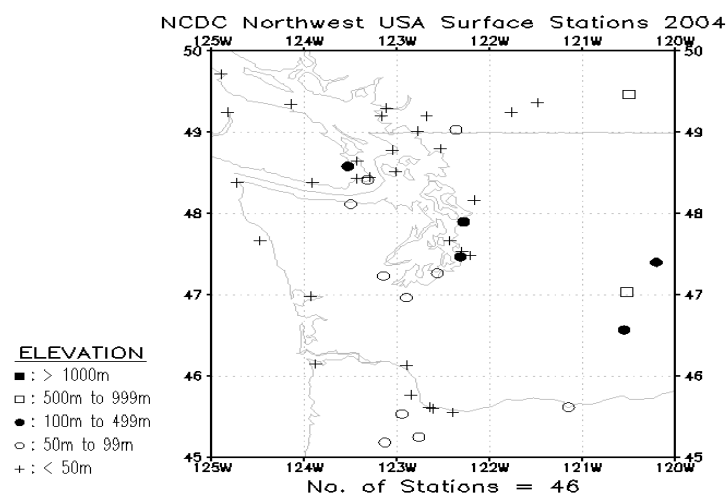 NCDC Northwest USA Surface Stations 2004
125W 124W 123W 122W 121W 120W
50 50
49 49
48 48
47 47
46 46
45 45
125W 124W 123W 122W 121W 120W
No. of Stations = 46
ELEVATION
: > 1000m
: 500m to 999m
: 100m to 499m
: 50m to 99m
: < 50m